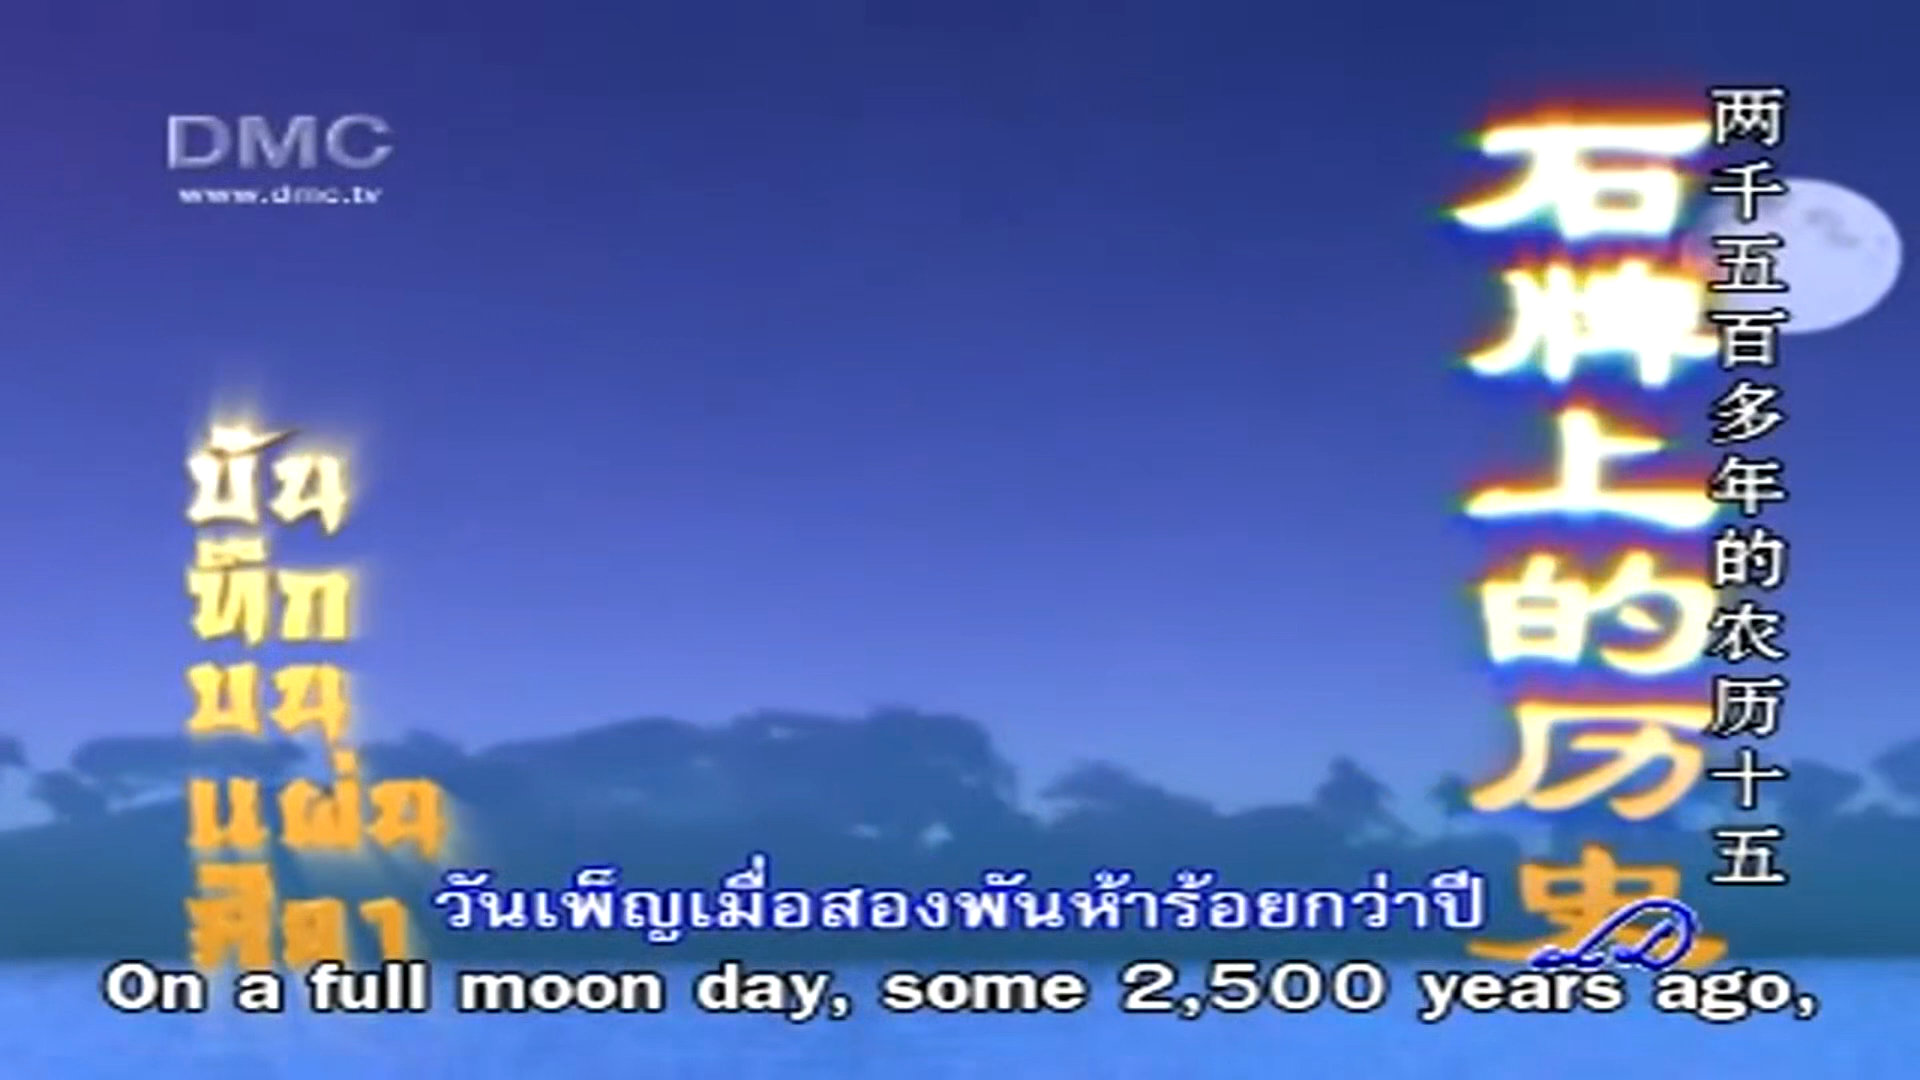 DMC
www.dmc.tv
บัน
ทึก
บน
แผ่น
ศิลา
石牌上的历史
两千五百多年的农历十五
วันเพ็ญเมื่อสองพันห้าร้อยกว่าปี
On a full moon day, some 2,500 years ago,